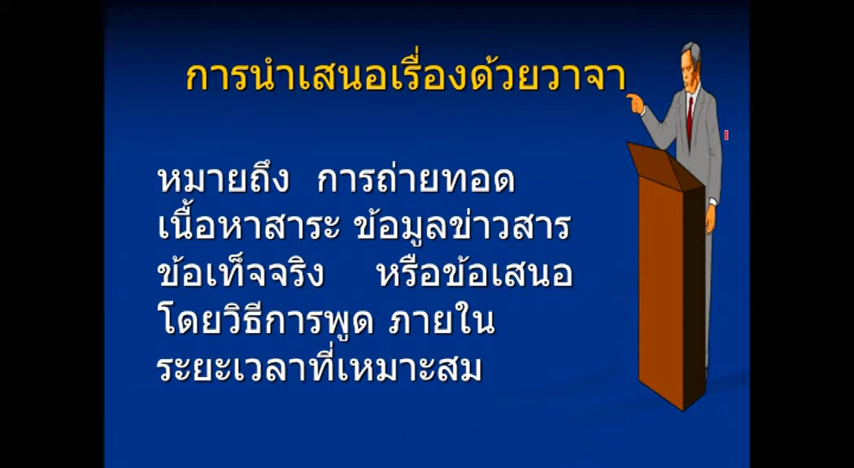 การนำเสนอเรื่องด้วยวาจา
หมายถึง การถ่ายทอด
เนื้อหาสาระ ข้อมูลข่าวสาร
ข้อเท็จจริง หรือข้อเสนอ
โดยวิธีการพูด ภายใน
ระยะเวลาที่เหมาะสม